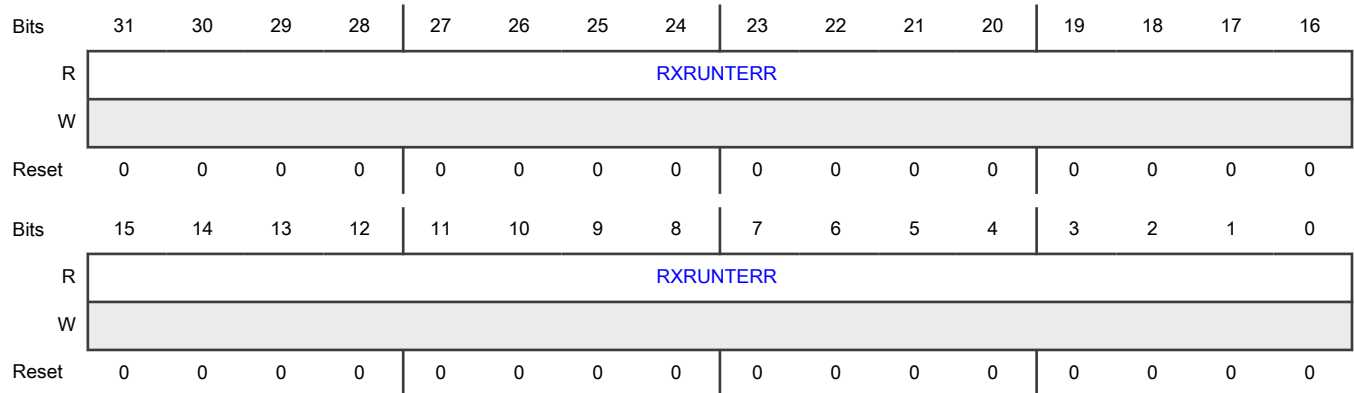 Bits 31 30 29 28 27 26 25 24 23 22 21 20 19 18 17 16
R RXRUNTERR
W
Reset 0 0 0 0 0 0 0 0 0 0 0 0 0 0 0 0
Bits 15 14 13 12 11 10 9 8 7 6 5 4 3 2 1 0
R RXRUNTERR
W
Reset 0 0 0 0 0 0 0 0 0 0 0 0 0 0 0 0